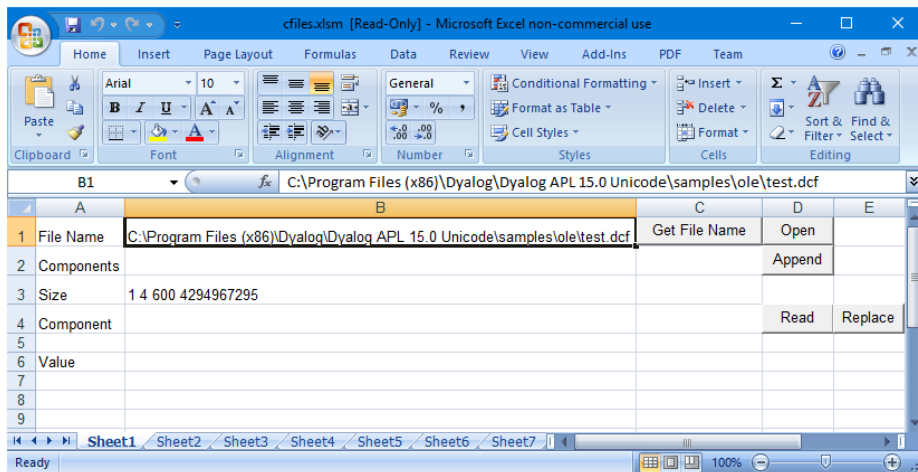 cfiles.xlsm [Read-Only] - Microsoft Excel non-commercial use
Home Insert Page Layout Formulas Data Review View Add-Ins PDF Team
Paste
Arial 10
B I U A A
General
% ,
.0 .00 .00 .0
Conditional Formatting
Format as Table
Cell Styles
Insert
Delete
Format
Σ
Sort & Filter
Find & Select
Clipboard Font Alignment Number Styles Cells Editing
B1 fx C:\Program Files (x86)\Dyalog\Dyalog APL 15.0 Unicode\samples\ole\test.dcf
A B C D E
1 File Name C:\Program Files (x86)\Dyalog\Dyalog APL 15.0 Unicode\samples\ole\test.dcf Get File Name Open
2 Components Append
3 Size 1 4 600 4294967295
4 Component Read Replace
5
6 Value
7
8
9
Sheet1 Sheet2 Sheet3 Sheet4 Sheet5 Sheet6 Sheet7
Ready 100%